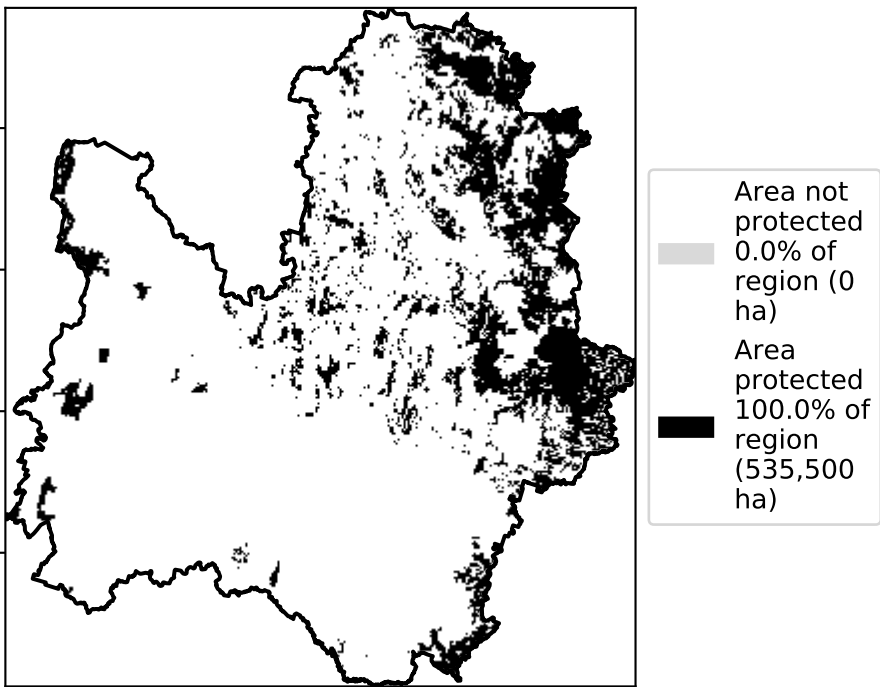 Area not
protected
0.0% of
region (0
ha)
Area
protected
100.0% of
region
(535,500
ha)